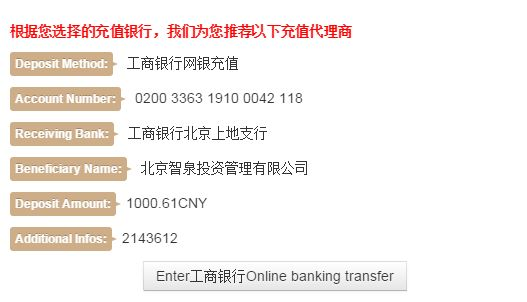 根据您选择的充值银行，我们为您推荐以下充值代理商
Deposit Method: 工商银行网银充值
Account Number: 0200 3363 1910 0042 118
Receiving Bank: 工商银行北京上地支行
Beneficiary Name: 北京智泉投资管理有限公司
Deposit Amount: 1000.61CNY
Additional Infos: 2143612
Enter工商银行Online banking transfer